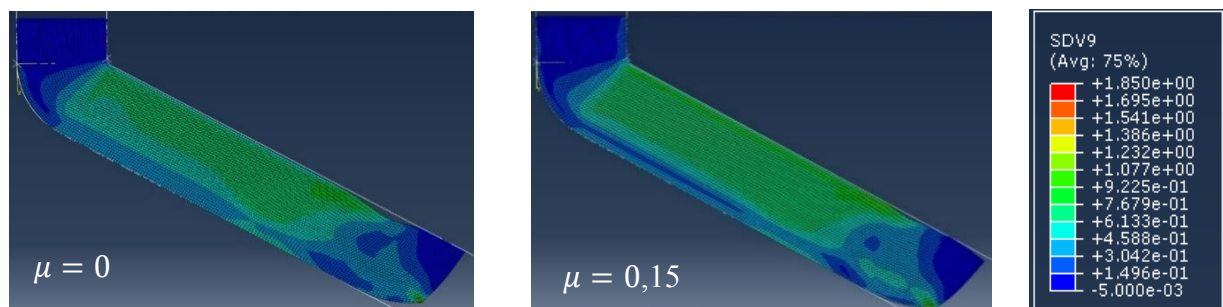 μ = 0
μ = 0,15
SDV9
(Avg: 75%)
+1.850e+00
+1.695e+00
+1.541e+00
+1.386e+00
+1.232e+00
+1.077e+00
+9.225e-01
+7.679e-01
+6.133e-01
+4.588e-01
+3.042e-01
+1.496e-01
-5.000e-03